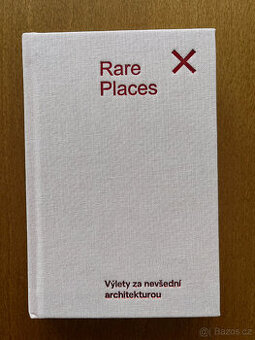 Rare
Places
Výlety za nevšední
architekturou
Bazos.cz